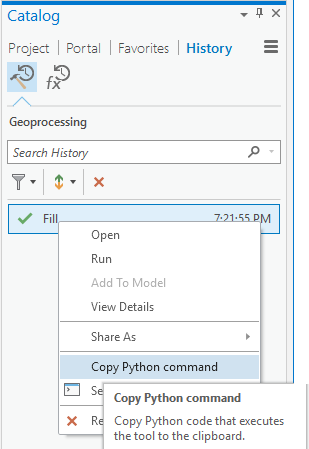 Catalog
Project Portal Favorites History
Geoprocessing
Search History
Fill 7:21:55 PM
Open
Run
Add To Model
View Details
Share As
Copy Python command
Se
Copy Python command
Re
Copy Python code that executes
the tool to the clipboard.